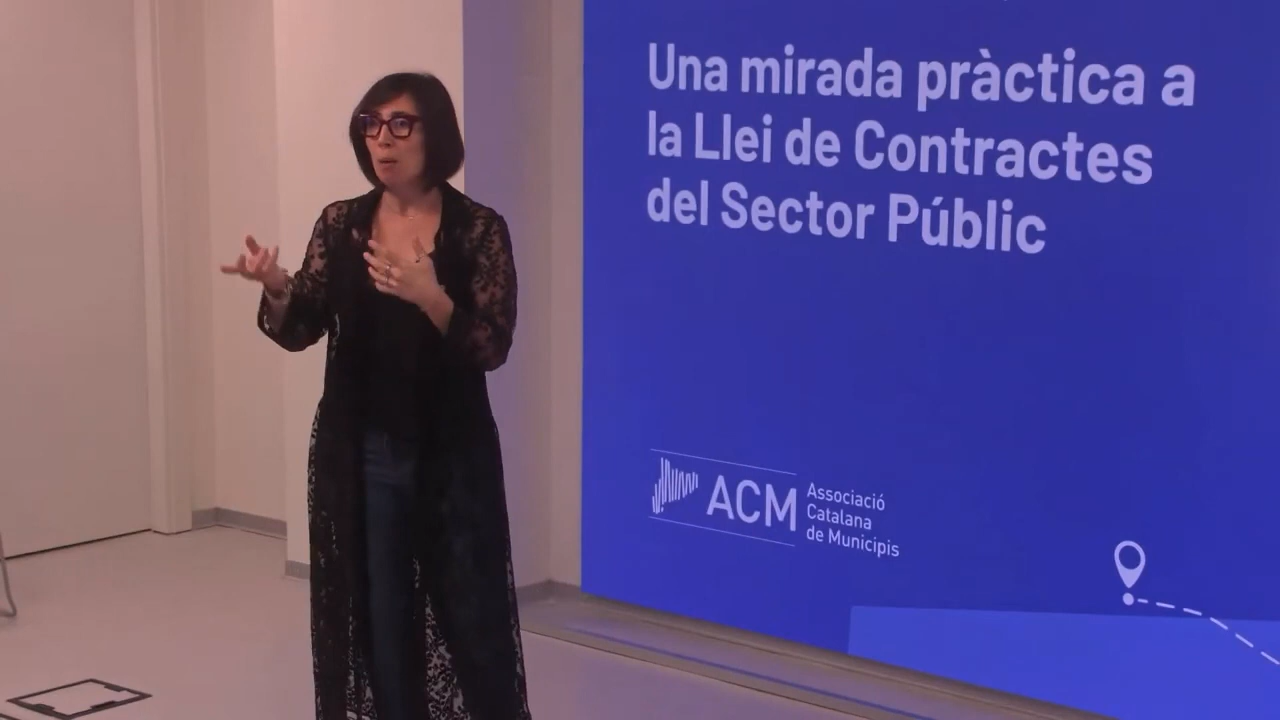 Una mirada pràctica a
la Llei de Contractes
del Sector Públic
ACM
Associació
Catalana
de Municipis